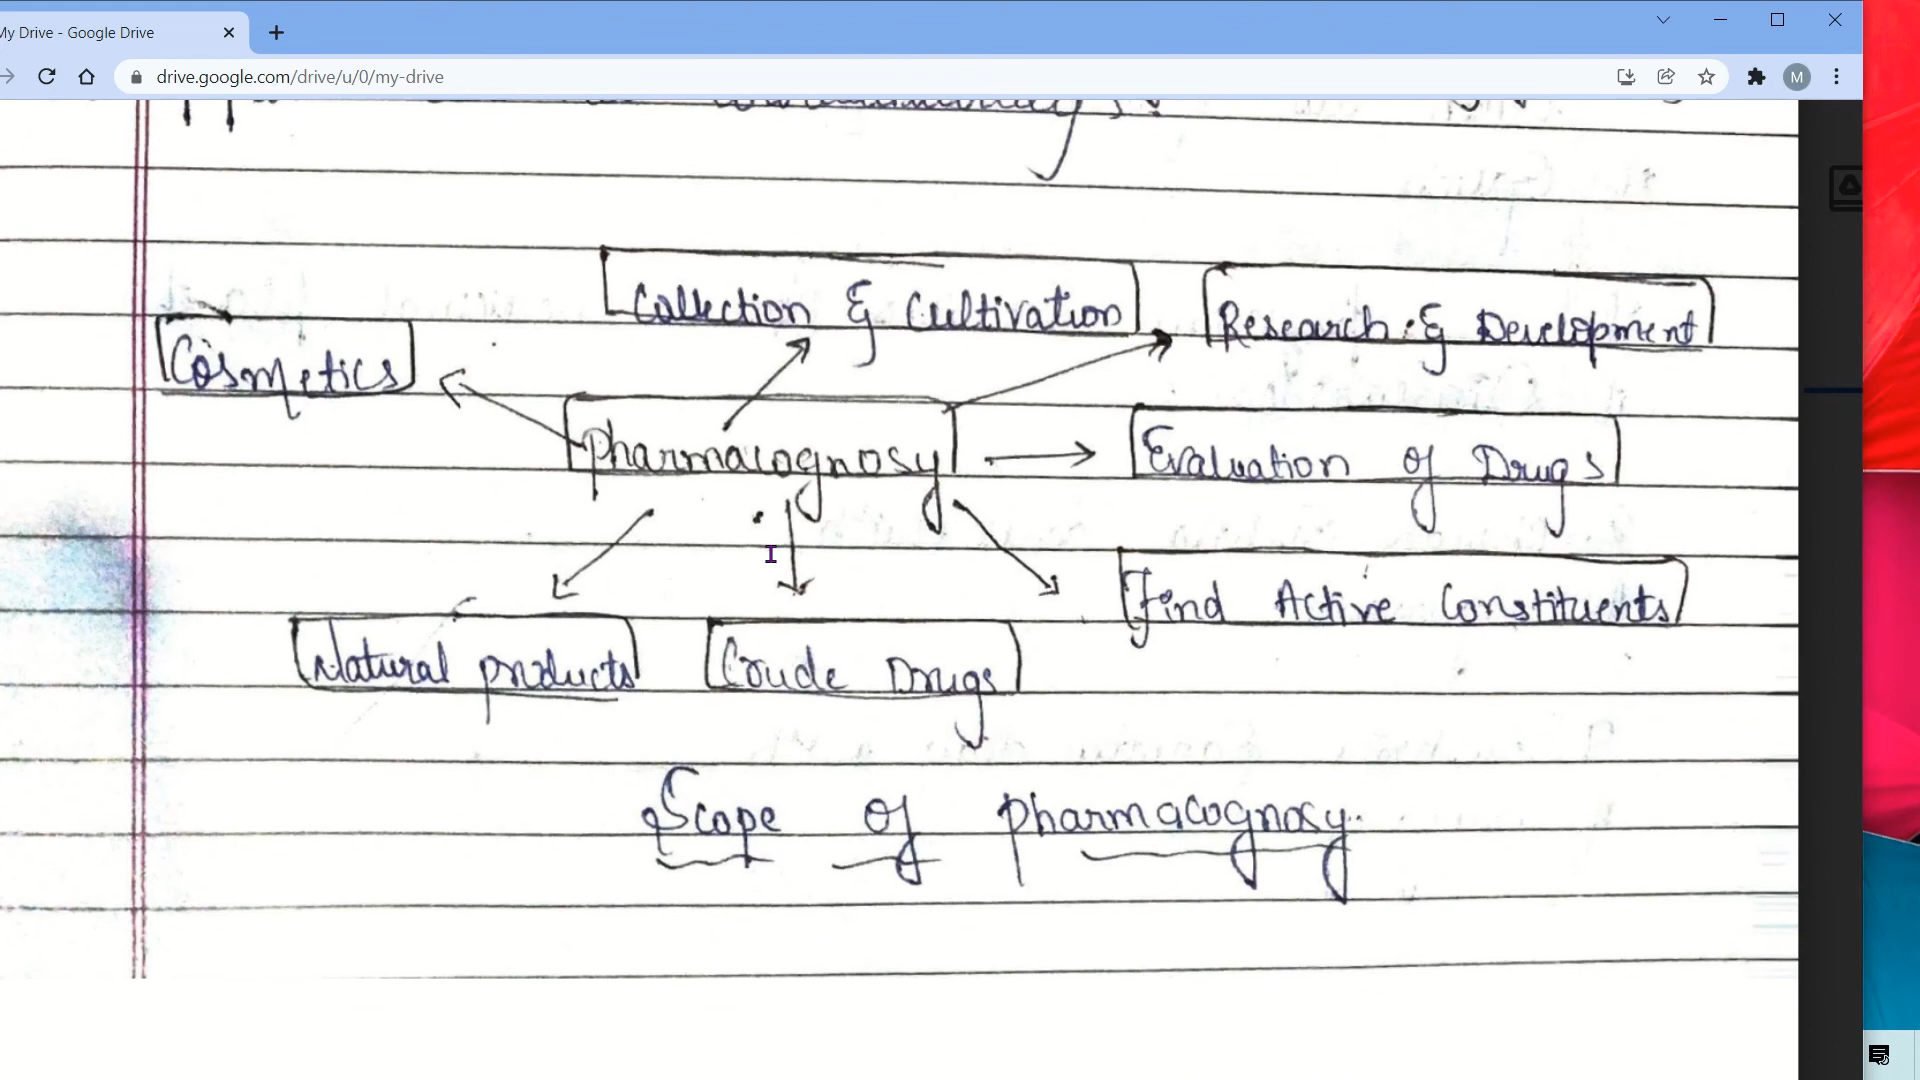 My Drive - Google Drive
drive.google.com/drive/u/0/my-drive
M
Collection & Cultivation
Research & Development
Cosmetics
Pharmacognosy
Evaluation of Drugs
Find Active Constituents
Natural products
Crude Drugs
Scope of pharmacognosy.